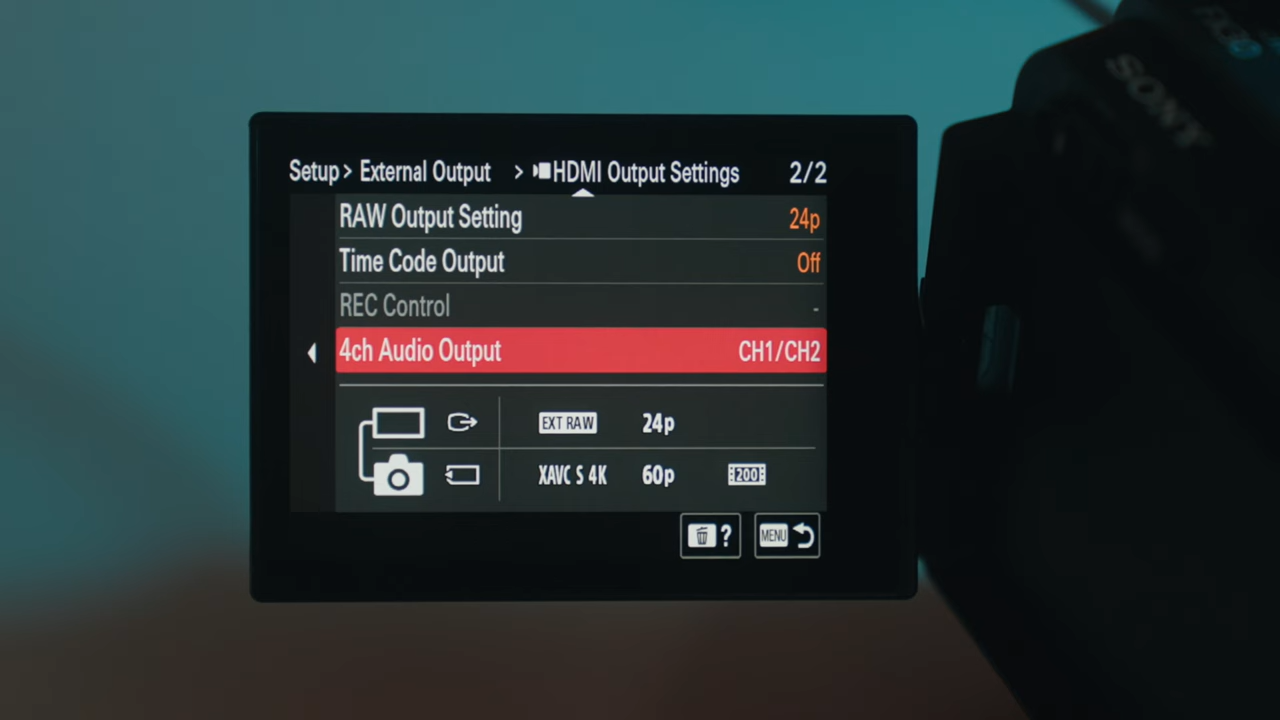 Setup > External Output > HDMI Output Settings 2/2
RAW Output Setting 24p
Time Code Output Off
REC Control -
4ch Audio Output CH1/CH2
EXT RAW 24p
XAVC S 4K 60p 200
? MENU
SONY